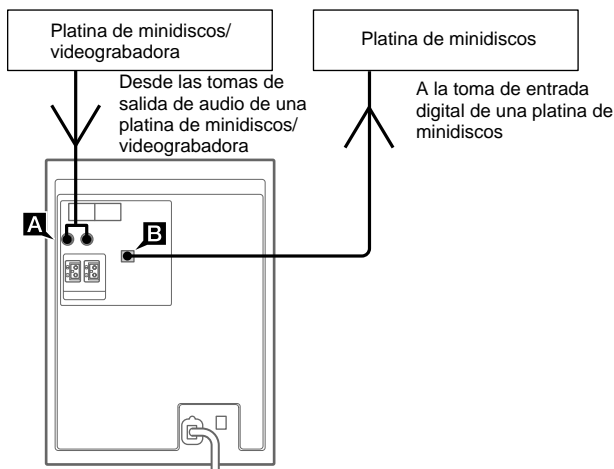 Platina de minidiscos/
videograbadora
Platina de minidiscos
Desde las tomas de
salida de audio de una
platina de minidiscos/
videograbadora
A la toma de entrada
digital de una platina de
minidiscos
A
B